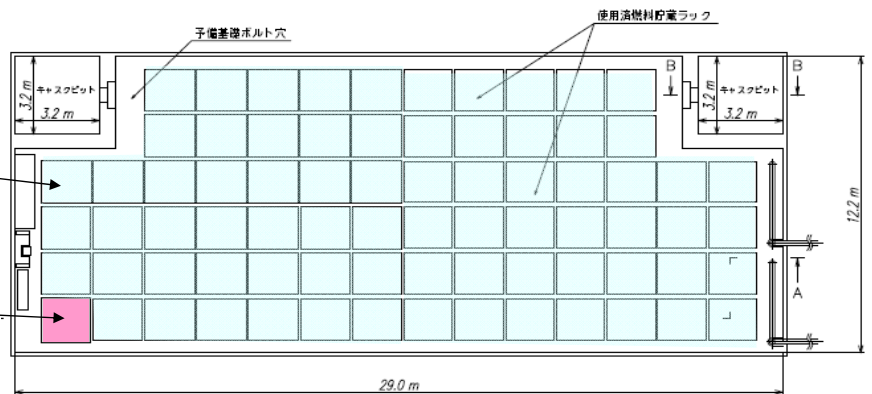 予備基礎ボルト穴
使用済燃料貯蔵ラック
キャスクピット
3.2 m
3.2 m
B
B
キャスクピット
3.2 m
3.2 m
12.2 m
A
29.0 m